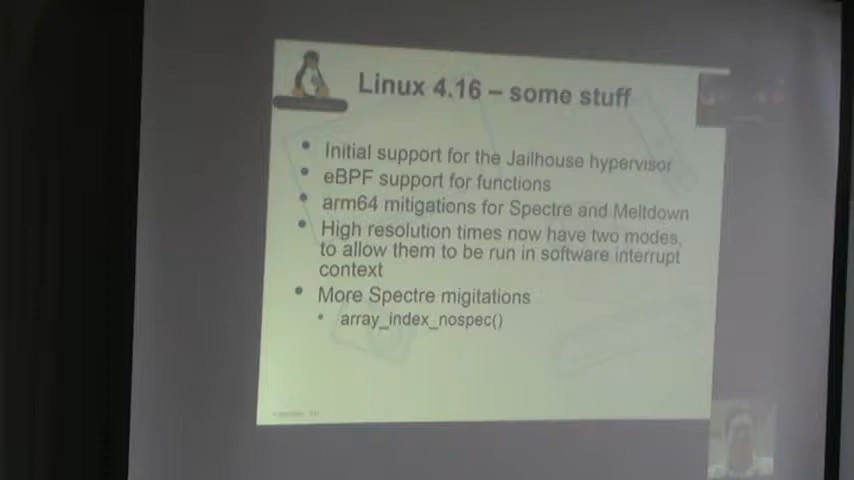 Linux 4.16 – some stuff
• Initial support for the Jailhouse hypervisor
• eBPF support for functions
• arm64 mitigations for Spectre and Meltdown
• High resolution times now have two modes,
to allow them to be run in software interrupt
context
• More Spectre migitations
• array_index_nospec()